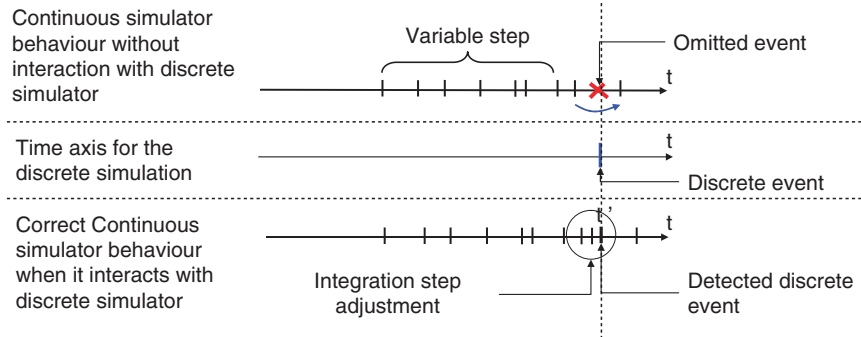 Continuous simulator
behaviour without
interaction with discrete
simulator
Variable step
Omitted event
t
Time axis for the
discrete simulation
t
Discrete event
Correct Continuous
simulator behaviour
when it interacts with
discrete simulator
t’
t
Integration step
adjustment
Detected discrete
event